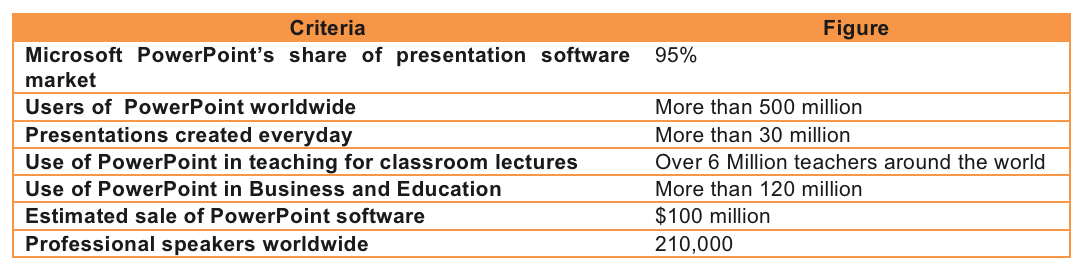 Criteria Figure
Microsoft PowerPoint’s share of presentation software 95%
market
Users of PowerPoint worldwide More than 500 million
Presentations created everyday More than 30 million
Use of PowerPoint in teaching for classroom lectures Over 6 Million teachers around the world
Use of PowerPoint in Business and Education More than 120 million
Estimated sale of PowerPoint software $100 million
Professional speakers worldwide 210,000